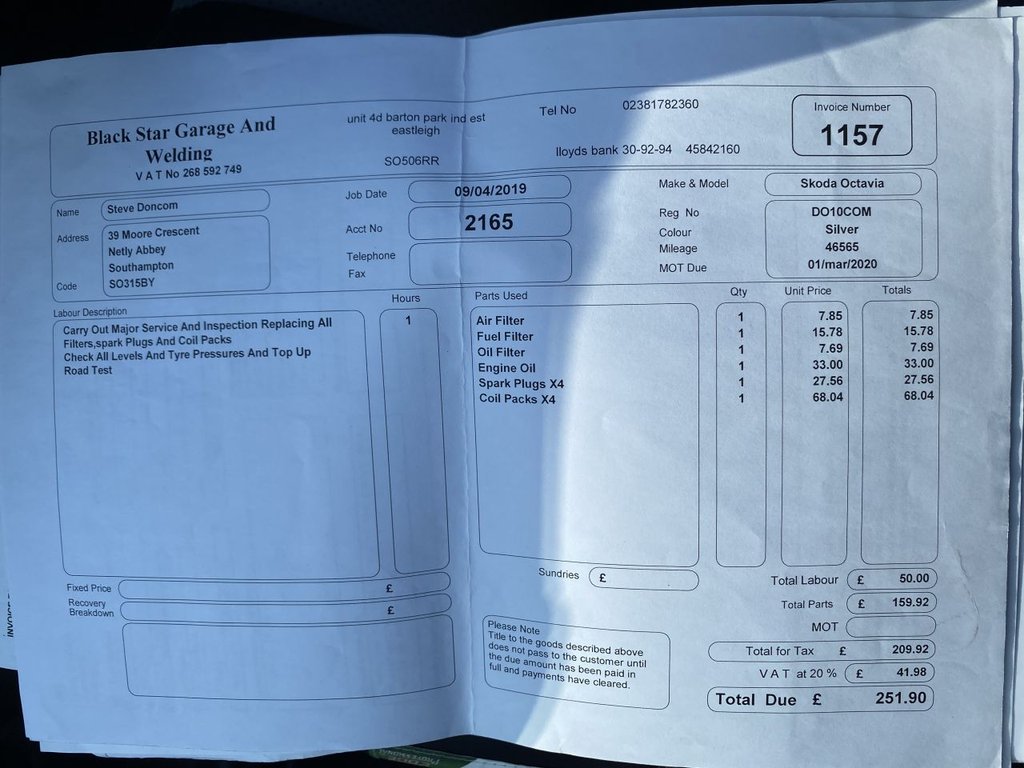 Black Star Garage And
Welding
V A T No 268 592 749
unit 4d barton park ind est
eastleigh
SO506RR
Tel No 02381782360
lloyds bank 30-92-94 45842160
Invoice Number
1157
Name Steve Doncom
Address 39 Moore Crescent
Netly Abbey
Southampton
Code SO315BY
Job Date 09/04/2019
Acct No 2165
Telephone
Fax
Make & Model Skoda Octavia
Reg No DO10COM
Colour Silver
Mileage 46565
MOT Due 01/mar/2020
Labour Description Hours
Carry Out Major Service And Inspection Replacing All 1
Filters,spark Plugs And Coil Packs
Check All Levels And Tyre Pressures And Top Up
Road Test
Parts Used Qty Unit Price Totals
Air Filter 1 7.85 7.85
Fuel Filter 1 15.78 15.78
Oil Filter 1 7.69 7.69
Engine Oil 1 33.00 33.00
Spark Plugs X4 1 27.56 27.56
Coil Packs X4 1 68.04 68.04
Fixed Price £
Recovery
Breakdown £
Sundries £
Please Note
Title to the goods described above
does not pass to the customer until
the due amount has been paid in
full and payments have cleared.
Total Labour £ 50.00
Total Parts £ 159.92
MOT
Total for Tax £ 209.92
V A T at 20 % £ 41.98
Total Due £ 251.90